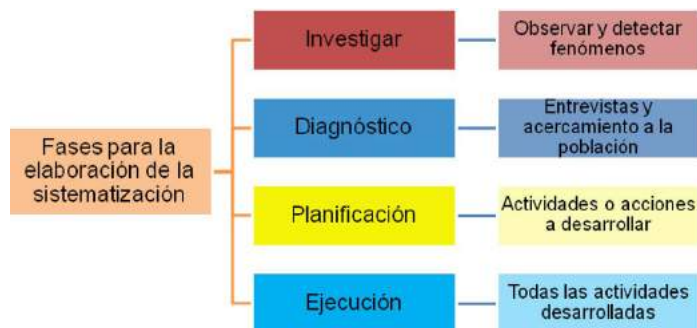 Fases para la
elaboración de la
sistematización
Investigar
Observar y detectar
fenómenos
Diagnóstico
Entrevistas y
acercamiento a la
población
Planificación
Actividades o acciones
a desarrollar
Ejecución
Todas las actividades
desarrolladas